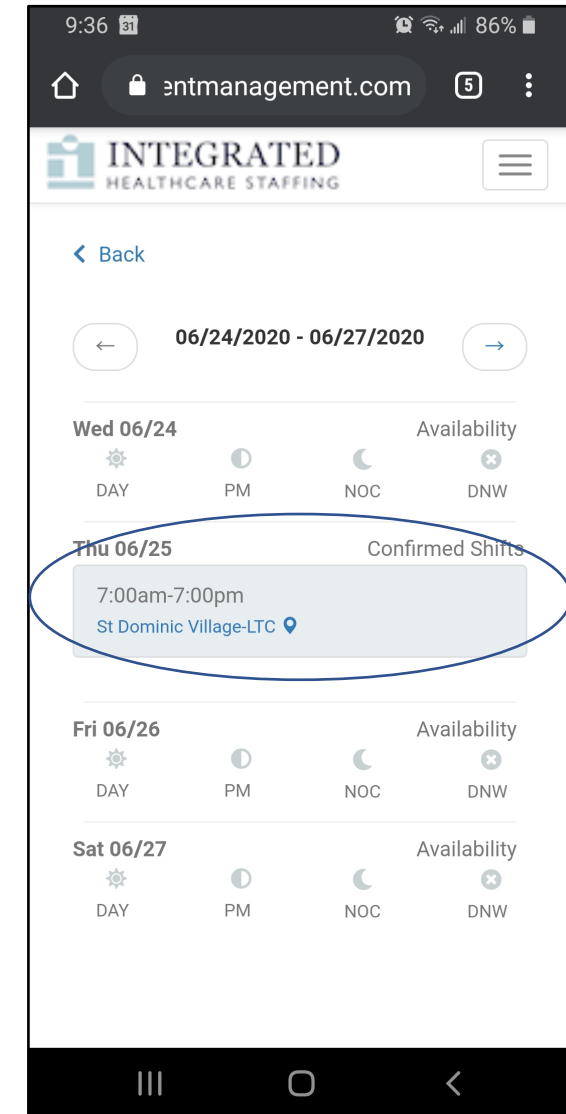 9:36 31 86%
entmanagement.com 5
INTEGRATED
HEALTHCARE STAFFING
Back
← 06/24/2020 - 06/27/2020 →
Wed 06/24 Availability
DAY PM NOC DNW
Thu 06/25 Confirmed Shifts
7:00am-7:00pm
St Dominic Village-LTC
Fri 06/26 Availability
DAY PM NOC DNW
Sat 06/27 Availability
DAY PM NOC DNW